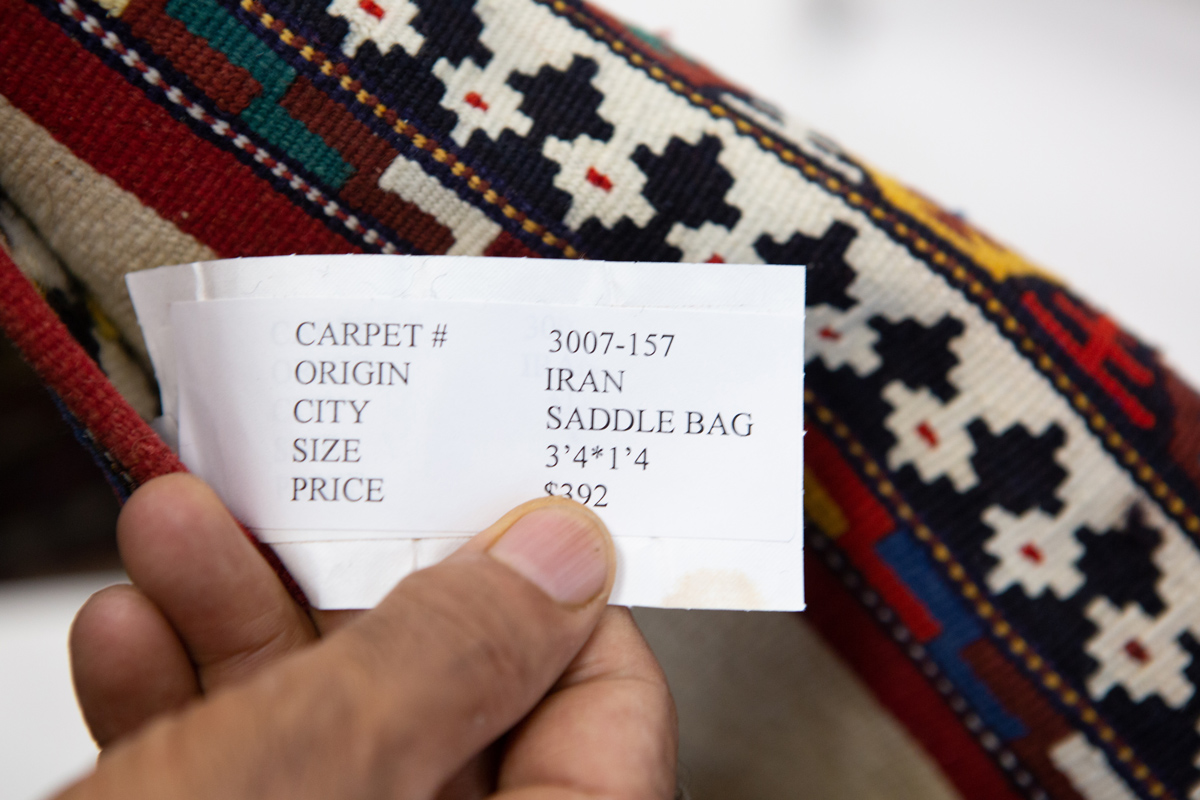 CARPET # 3007-157
ORIGIN IRAN
CITY SADDLE BAG
SIZE 3'4*1'4
PRICE $392